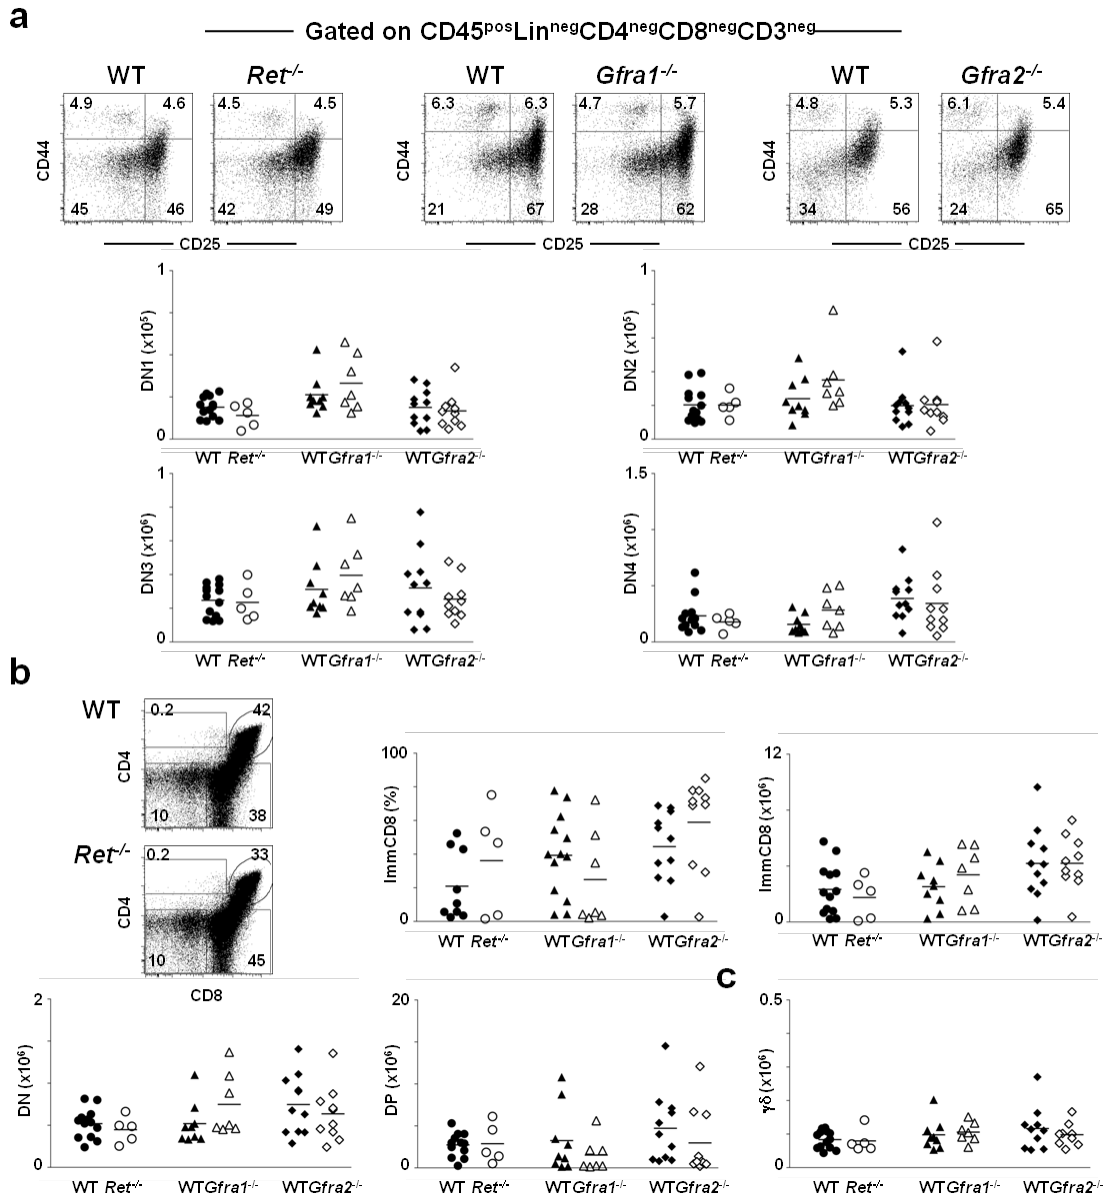 a
Gated on CD45posLinnegCD4negCD8negCD3neg
WT Ret-/- WT Gfra1-/- WT Gfra2-/-
4.9 4.6 4.5 4.5 6.3 6.3 4.7 5.7 4.8 5.3 6.1 5.4
CD44 CD44 CD44
45 46 42 49 21 67 28 62 34 56 24 65
CD25 CD25 CD25
1 1
DN1 (x10⁵) DN2 (x10⁵)
0 0
WT Ret-/- WT Gfra1-/- WT Gfra2-/- WT Ret-/- WT Gfra1-/- WT Gfra2-/-
1 1.5
DN3 (x10⁶) DN4 (x10⁶)
0 0
WT Ret-/- WT Gfra1-/- WT Gfra2-/- WT Ret-/- WT Gfra1-/- WT Gfra2-/-
b
WT
0.2 42
CD4
10 38
Ret-/-
0.2 33
CD4
10 45
CD8
100 12
ImmCD8 (%) ImmCD8 (x10⁶)
0 0
WT Ret-/- WT Gfra1-/- WT Gfra2-/- WT Ret-/- WT Gfra1-/- WT Gfra2-/-
c
2 20 0.5
DN (x10⁶) DP (x10⁶) γδ (x10⁶)
0 0 0
WT Ret-/- WT Gfra1-/- WT Gfra2-/- WT Ret-/- WT Gfra1-/- WT Gfra2-/- WT Ret-/- WT Gfra1-/- WT Gfra2-/-